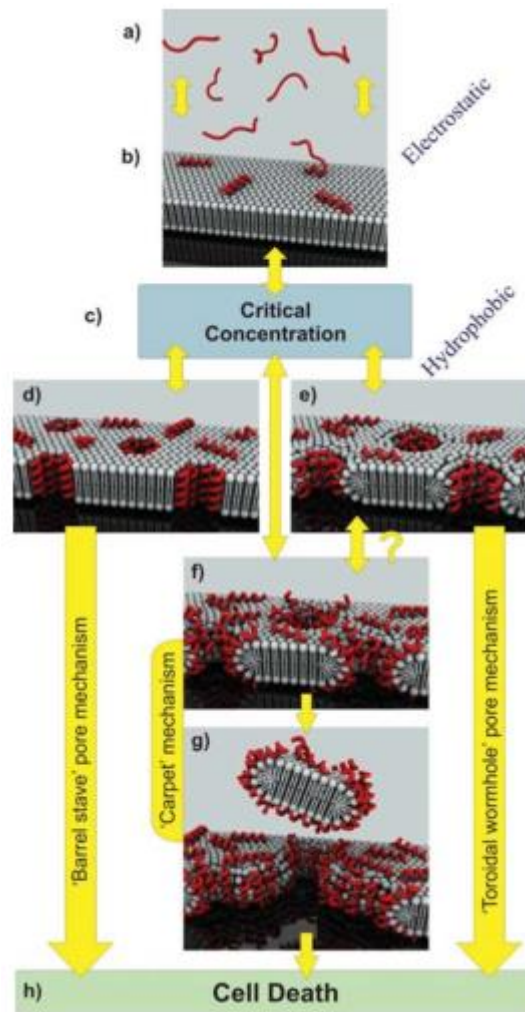 a)
Electrostatic
b)
c)
Critical
Concentration
Hydrophobic
d)
e)
?
f)
'Barrel stave' pore mechanism
'Carpet' mechanism
'Toroidal wormhole' pore mechanism
g)
h)
Cell Death